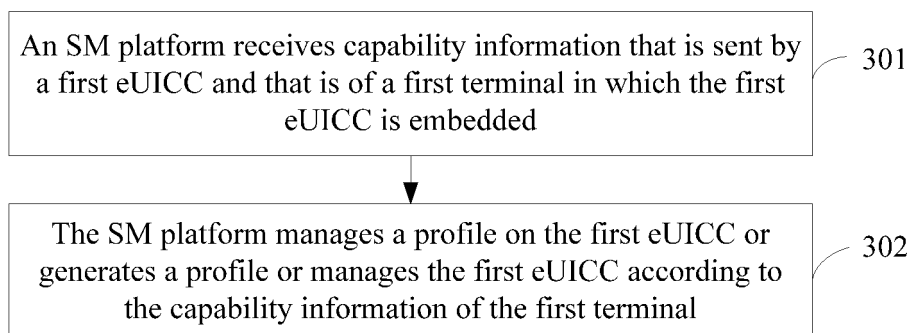 An SM platform receives capability information that is sent by
a first eUICC and that is of a first terminal in which the first
eUICC is embedded
301
The SM platform manages a profile on the first eUICC or
generates a profile or manages the first eUICC according to
the capability information of the first terminal
302